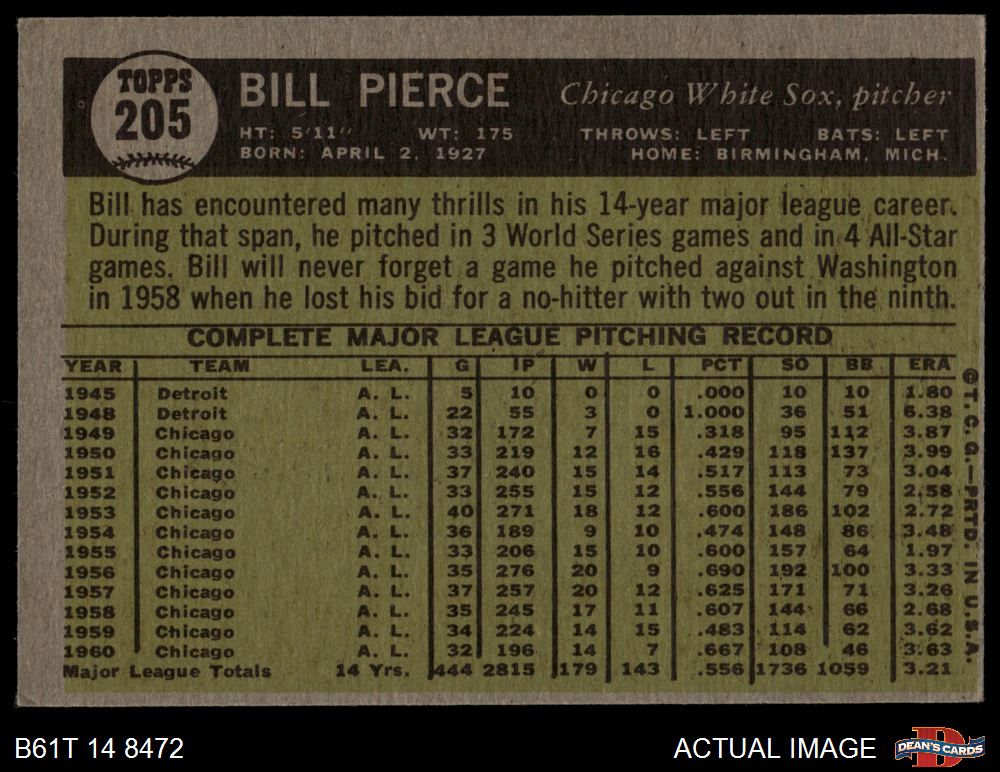 TOPPS
205
BILL PIERCE Chicago White Sox, pitcher
HT: 5'11" WT: 175 THROWS: LEFT BATS: LEFT
BORN: APRIL 2, 1927 HOME: BIRMINGHAM, MICH.
Bill has encountered many thrills in his 14-year major league career.
During that span, he pitched in 3 World Series games and in 4 All-Star
games. Bill will never forget a game he pitched against Washington
in 1958 when he lost his bid for a no-hitter with two out in the ninth.
COMPLETE MAJOR LEAGUE PITCHING RECORD
YEAR TEAM LEA. G IP W L PCT SO BB ERA
1945 Detroit A. L. 5 10 0 0 .000 10 10 1.80
1948 Detroit A. L. 22 55 3 0 1.000 36 51 6.38
1949 Chicago A. L. 32 172 7 15 .318 95 112 3.87
1950 Chicago A. L. 33 219 12 16 .429 118 137 3.99
1951 Chicago A. L. 37 240 15 14 .517 113 73 3.04
1952 Chicago A. L. 33 255 15 12 .556 144 79 2.58
1953 Chicago A. L. 40 271 18 12 .600 186 102 2.72
1954 Chicago A. L. 36 189 9 10 .474 148 86 3.48
1955 Chicago A. L. 33 206 15 10 .600 157 64 1.97
1956 Chicago A. L. 35 276 20 9 .690 192 100 3.33
1957 Chicago A. L. 37 257 20 12 .625 171 71 3.26
1958 Chicago A. L. 35 245 17 11 .607 144 66 2.68
1959 Chicago A. L. 34 224 14 15 .483 114 62 3.62
1960 Chicago A. L. 32 196 14 7 .667 108 46 3.63
Major League Totals 14 Yrs. 444 2815 179 143 .556 1736 1059 3.21
© T. C. G.—PRTD. IN U.S.A.
B61T 14 8472 ACTUAL IMAGE
D
DEAN'S CARDS